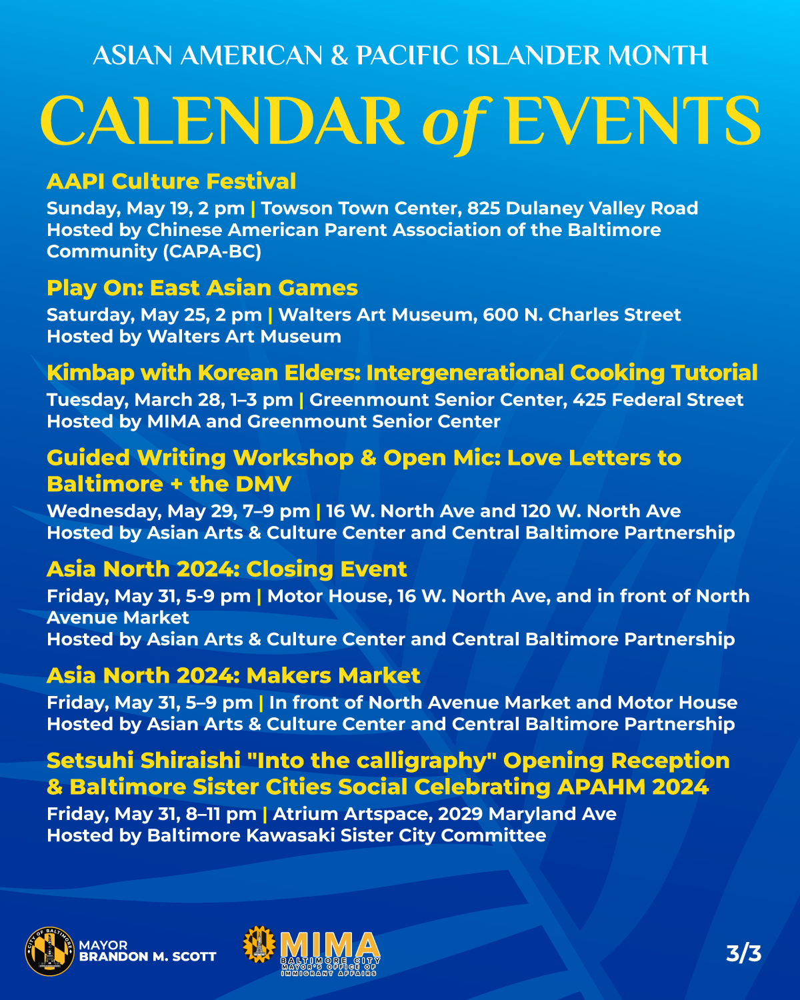 ASIAN AMERICAN & PACIFIC ISLANDER MONTH
CALENDAR of EVENTS
AAPI Culture Festival
Sunday, May 19, 2 pm | Towson Town Center, 825 Dulaney Valley Road
Hosted by Chinese American Parent Association of the Baltimore
Community (CAPA-BC)
Play On: East Asian Games
Saturday, May 25, 2 pm | Walters Art Museum, 600 N. Charles Street
Hosted by Walters Art Museum
Kimbap with Korean Elders: Intergenerational Cooking Tutorial
Tuesday, March 28, 1–3 pm | Greenmount Senior Center, 425 Federal Street
Hosted by MIMA and Greenmount Senior Center
Guided Writing Workshop & Open Mic: Love Letters to
Baltimore + the DMV
Wednesday, May 29, 7–9 pm | 16 W. North Ave and 120 W. North Ave
Hosted by Asian Arts & Culture Center and Central Baltimore Partnership
Asia North 2024: Closing Event
Friday, May 31, 5-9 pm | Motor House, 16 W. North Ave, and in front of North
Avenue Market
Hosted by Asian Arts & Culture Center and Central Baltimore Partnership
Asia North 2024: Makers Market
Friday, May 31, 5–9 pm | In front of North Avenue Market and Motor House
Hosted by Asian Arts & Culture Center and Central Baltimore Partnership
Setsuhi Shiraishi "Into the calligraphy" Opening Reception
& Baltimore Sister Cities Social Celebrating APAHM 2024
Friday, May 31, 8–11 pm | Atrium Artspace, 2029 Maryland Ave
Hosted by Baltimore Kawasaki Sister City Committee
CITY OF BALTIMORE
MAYOR
BRANDON M. SCOTT
MIMA
BALTIMORE CITY
MAYOR'S OFFICE OF
IMMIGRANT AFFAIRS
3/3